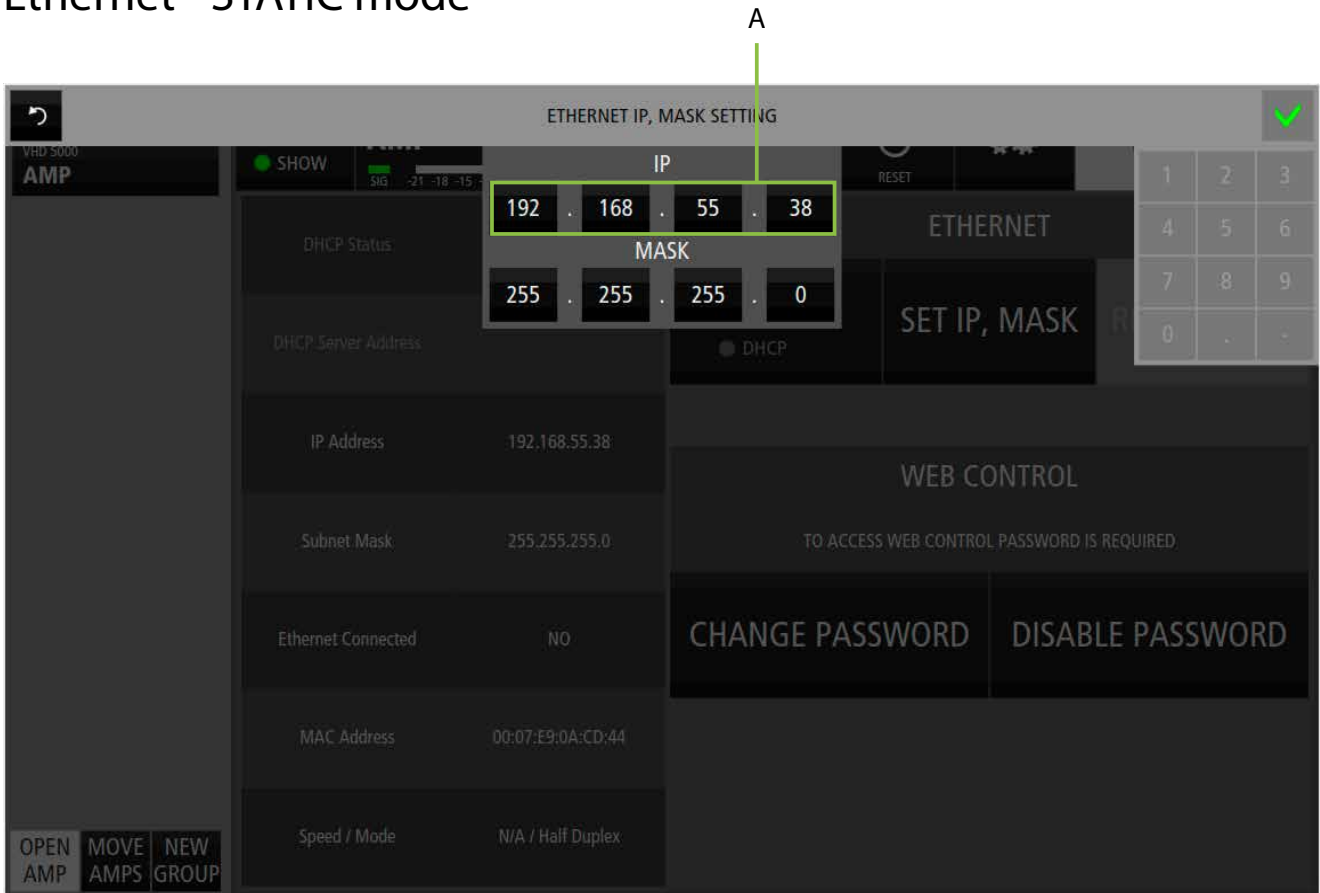 Ethernet - STATIC mode
A
ETHERNET IP, MASK SETTING
VHD 5000
AMP
SHOW
SIG -21 -18 -15
IP
192 . 168 . 55 . 38
MASK
255 . 255 . 255 . 0
RESET
1 2 3
4 5 6
7 8 9
0 . -
ETHERNET
DHCP
SET IP, MASK
DHCP Status
DHCP Server Address
IP Address 192.168.55.38
Subnet Mask 255.255.255.0
Ethernet Connected NO
MAC Address 00:07:E9:0A:CD:44
Speed / Mode N/A / Half Duplex
WEB CONTROL
TO ACCESS WEB CONTROL PASSWORD IS REQUIRED
CHANGE PASSWORD DISABLE PASSWORD
OPEN AMP
MOVE AMPS
NEW GROUP